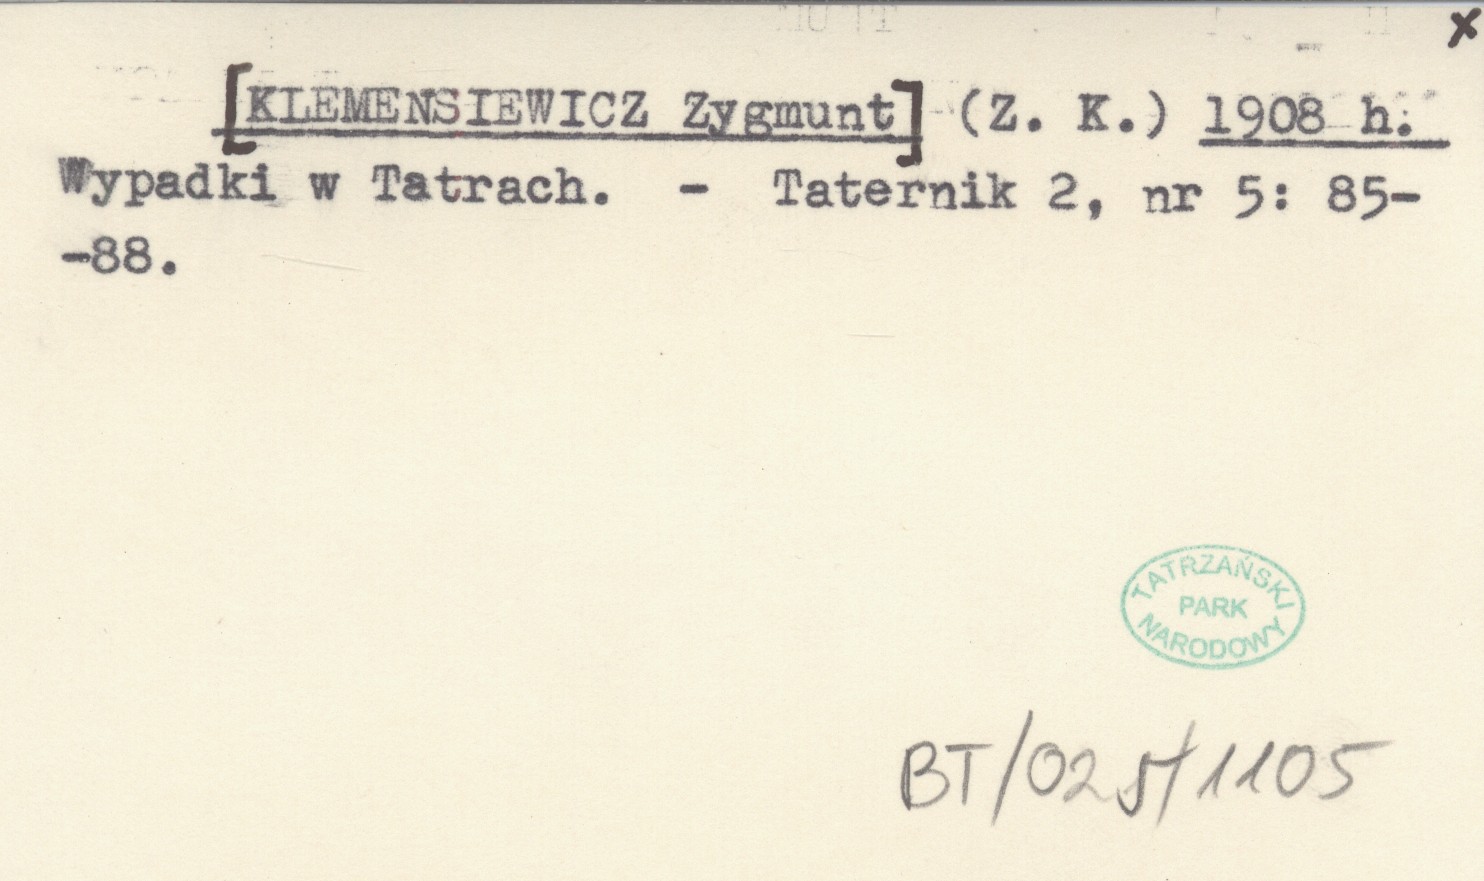 x
[KLEMENSIEWICZ Zygmunt] (Z. K.) 1908 h.
Wypadki w Tatrach. - Taternik 2, nr 5: 85-
-88.
TATRZAŃSKI
PARK
NARODOWY
BT/025/1105